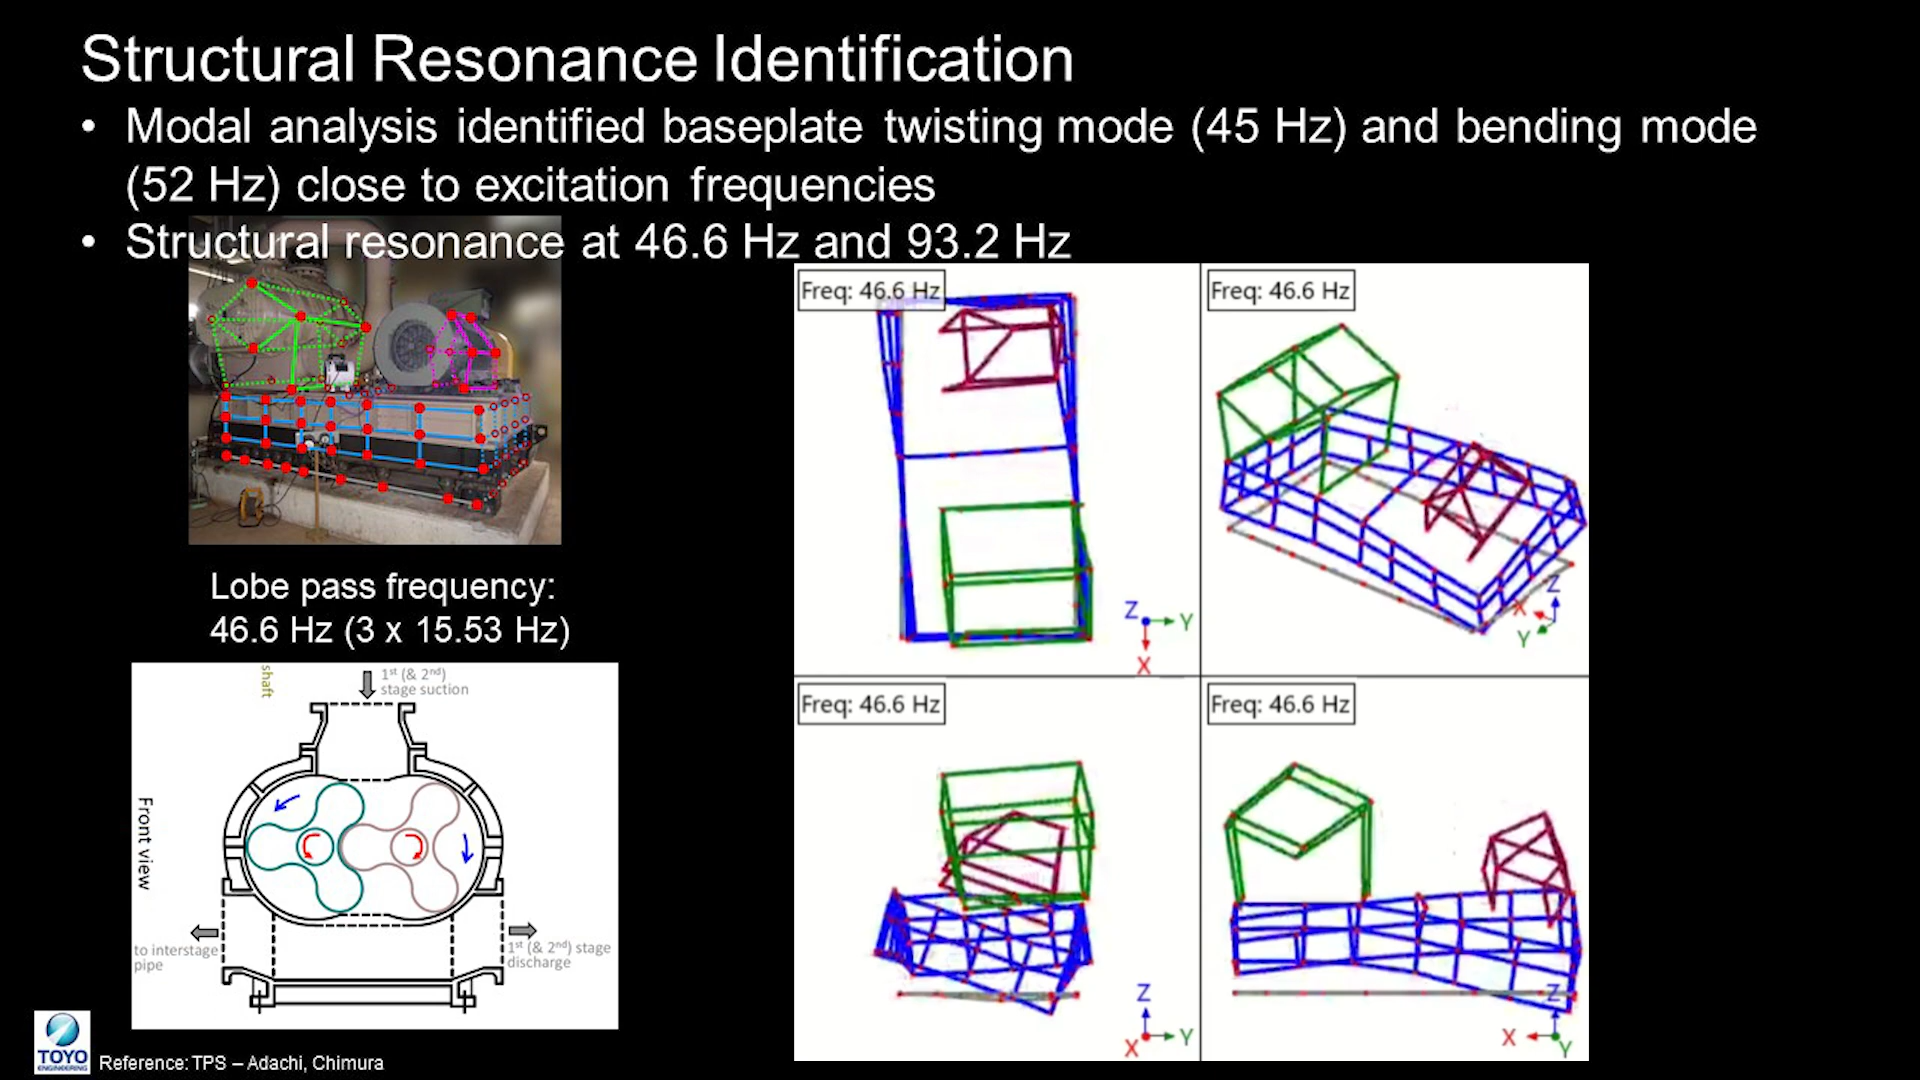 Structural Resonance Identification
• Modal analysis identified baseplate twisting mode (45 Hz) and bending mode
(52 Hz) close to excitation frequencies
• Structural resonance at 46.6 Hz and 93.2 Hz
Lobe pass frequency:
46.6 Hz (3 x 15.53 Hz)
shaft
1st (& 2nd)
stage suction
Front view
to interstage
pipe
1st (& 2nd) stage
discharge
Freq: 46.6 Hz
Z
Y
X
Freq: 46.6 Hz
Z
X
Y
Freq: 46.6 Hz
Z
Y
X
Freq: 46.6 Hz
Z
X
Y
TOYO
ENGINEERING
Reference: TPS – Adachi, Chimura